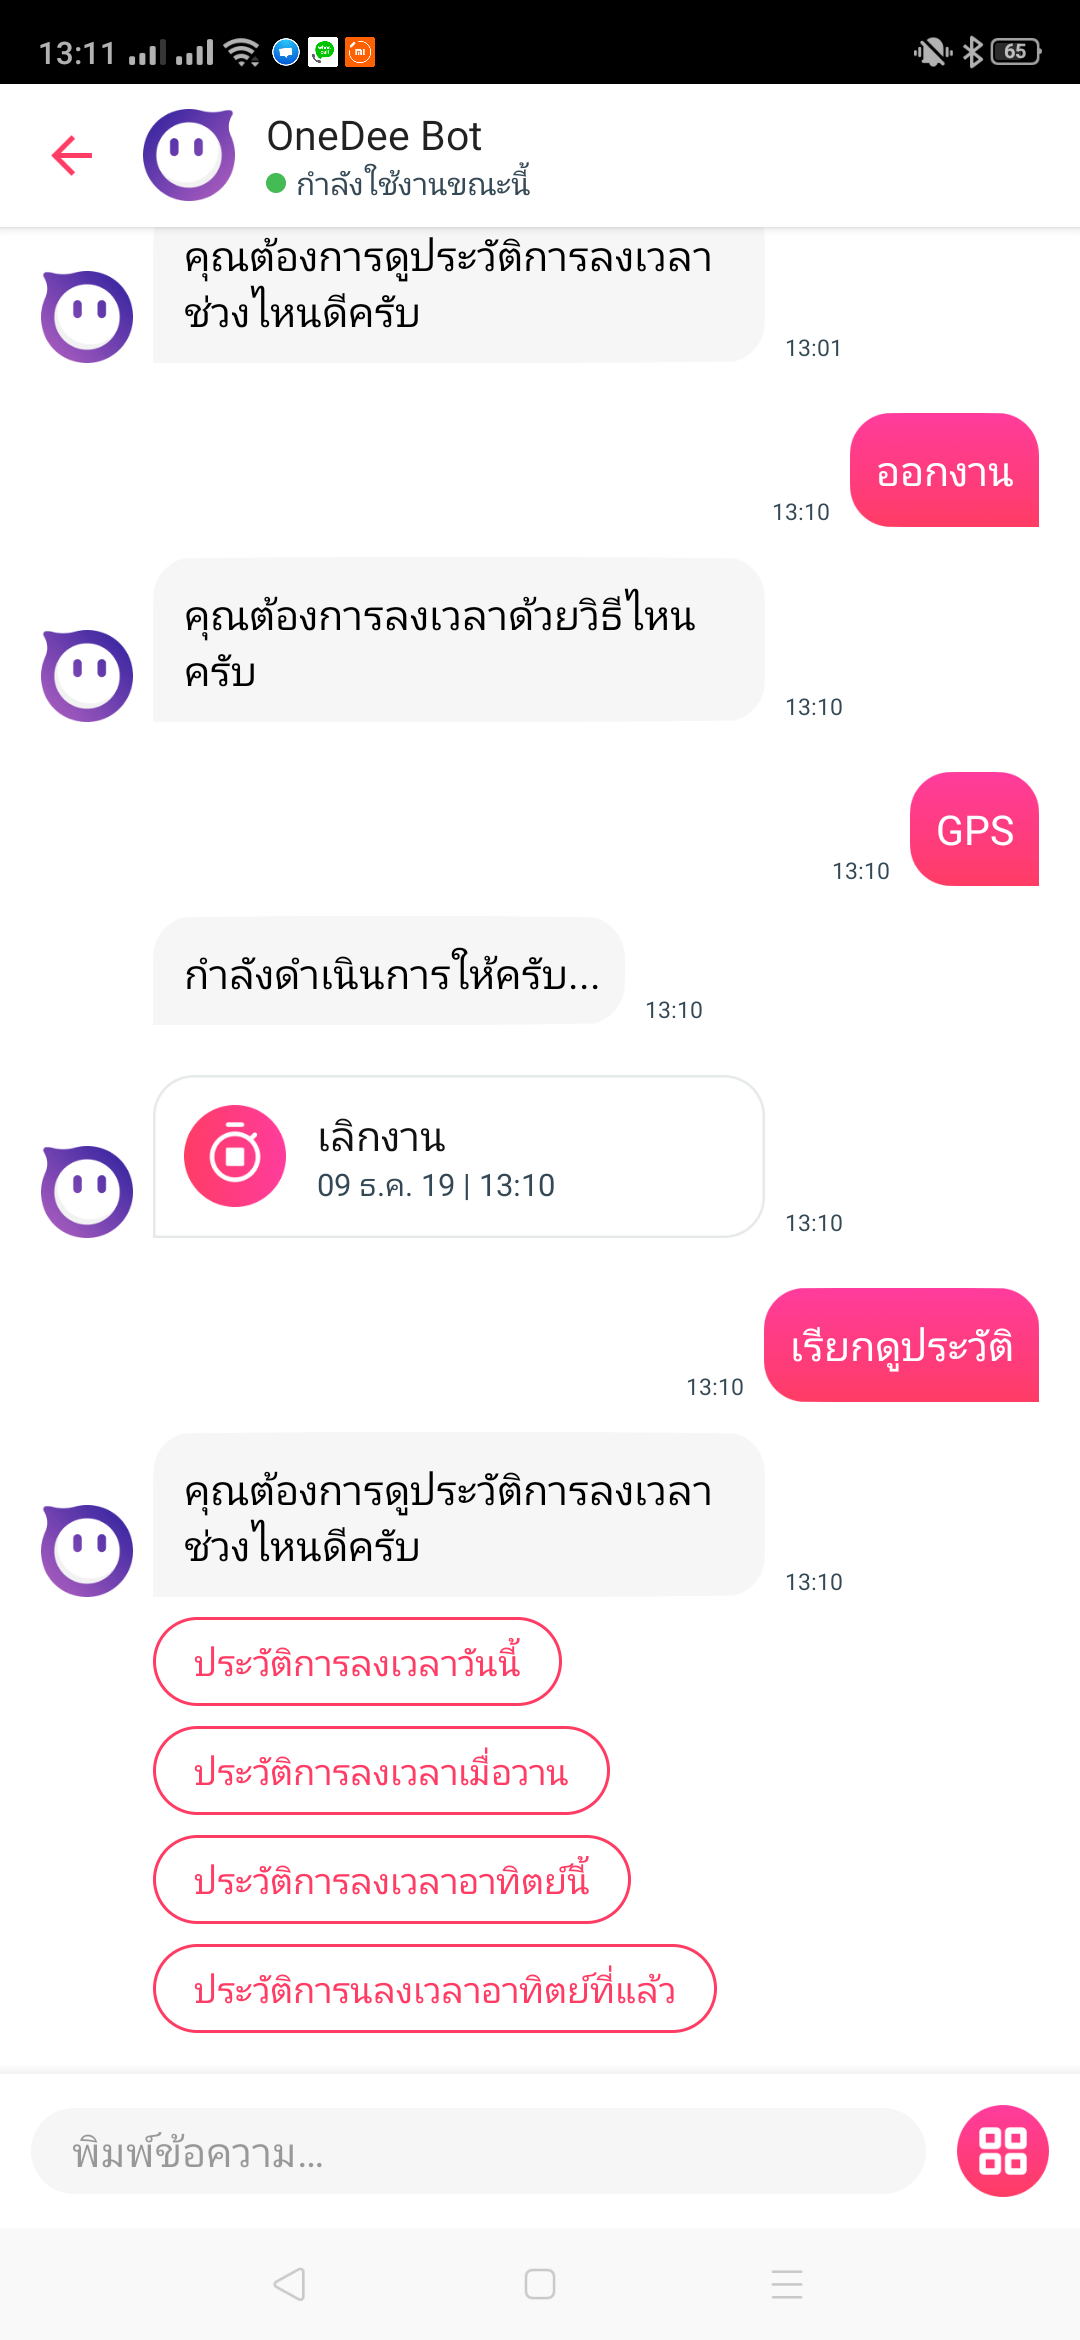 13:11
65
OneDee Bot
กำลังใช้งานขณะนี้
คุณต้องการดูประวัติการลงเวลา
ช่วงไหนดีครับ
13:01
ออกงาน
13:10
คุณต้องการลงเวลาด้วยวิธีไหน
ครับ
13:10
GPS
13:10
กำลังดำเนินการให้ครับ...
13:10
เลิกงาน
09 ธ.ค. 19 | 13:10
13:10
เรียกดูประวัติ
13:10
คุณต้องการดูประวัติการลงเวลา
ช่วงไหนดีครับ
13:10
ประวัติการลงเวลาวันนี้
ประวัติการลงเวลาเมื่อวาน
ประวัติการลงเวลาอาทิตย์นี้
ประวัติการนลงเวลาอาทิตย์ที่แล้ว
พิมพ์ข้อความ...